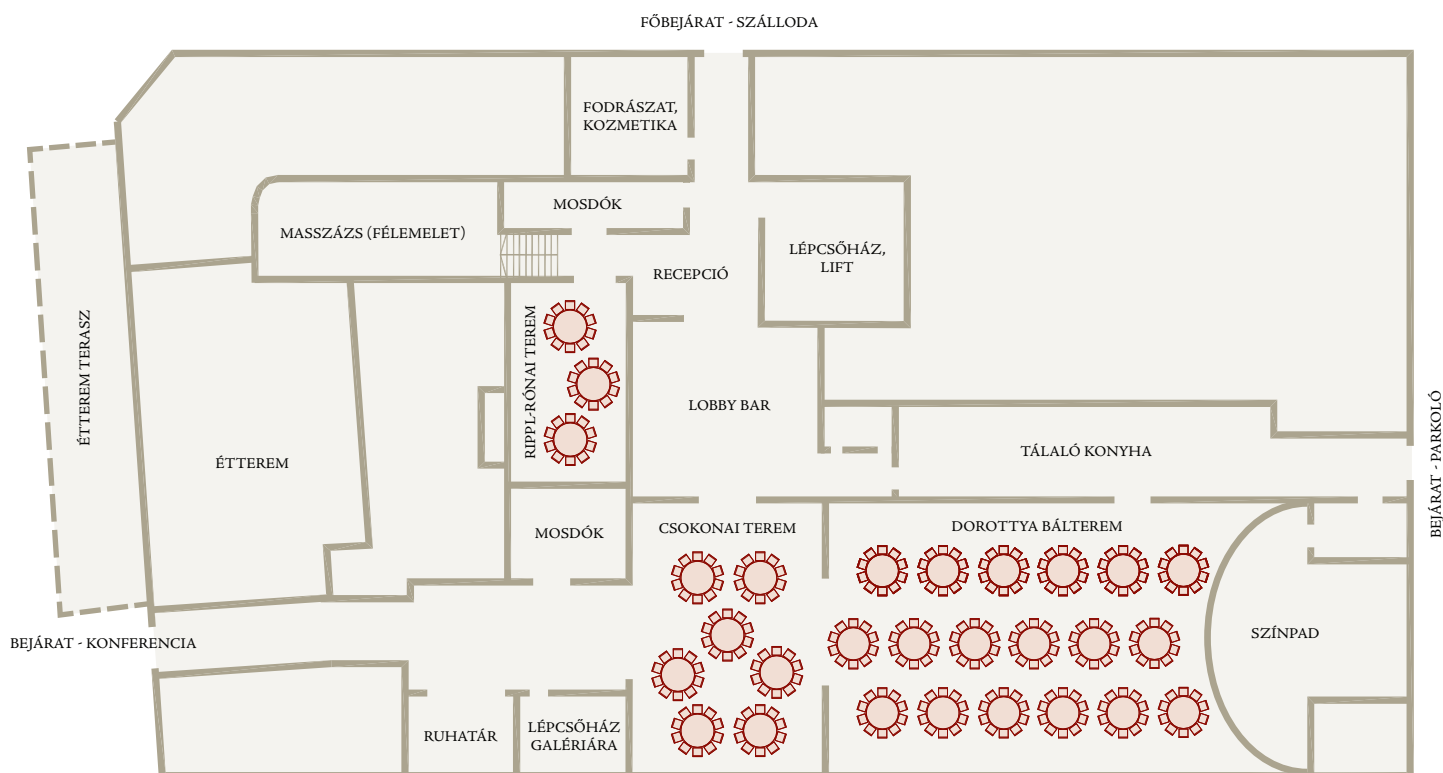 FŐBEJÁRAT - SZÁLLODA
FODRÁSZAT,
KOZMETIKA
MOSDÓK
MASSZÁZS (FÉLEMELET)
LÉPCSŐHÁZ,
LIFT
RECEPCIÓ
ÉTTEREM TERASZ
RIPPL-RÓNAI TEREM
LOBBY BAR
ÉTTEREM
TÁLALÓ KONYHA
BEJÁRAT - PARKOLÓ
MOSDÓK
CSOKONAI TEREM
DOROTTYA BÁLTEREM
BEJÁRAT - KONFERENCIA
SZÍNPAD
RUHATÁR
LÉPCSŐHÁZ
GALÉRIÁRA